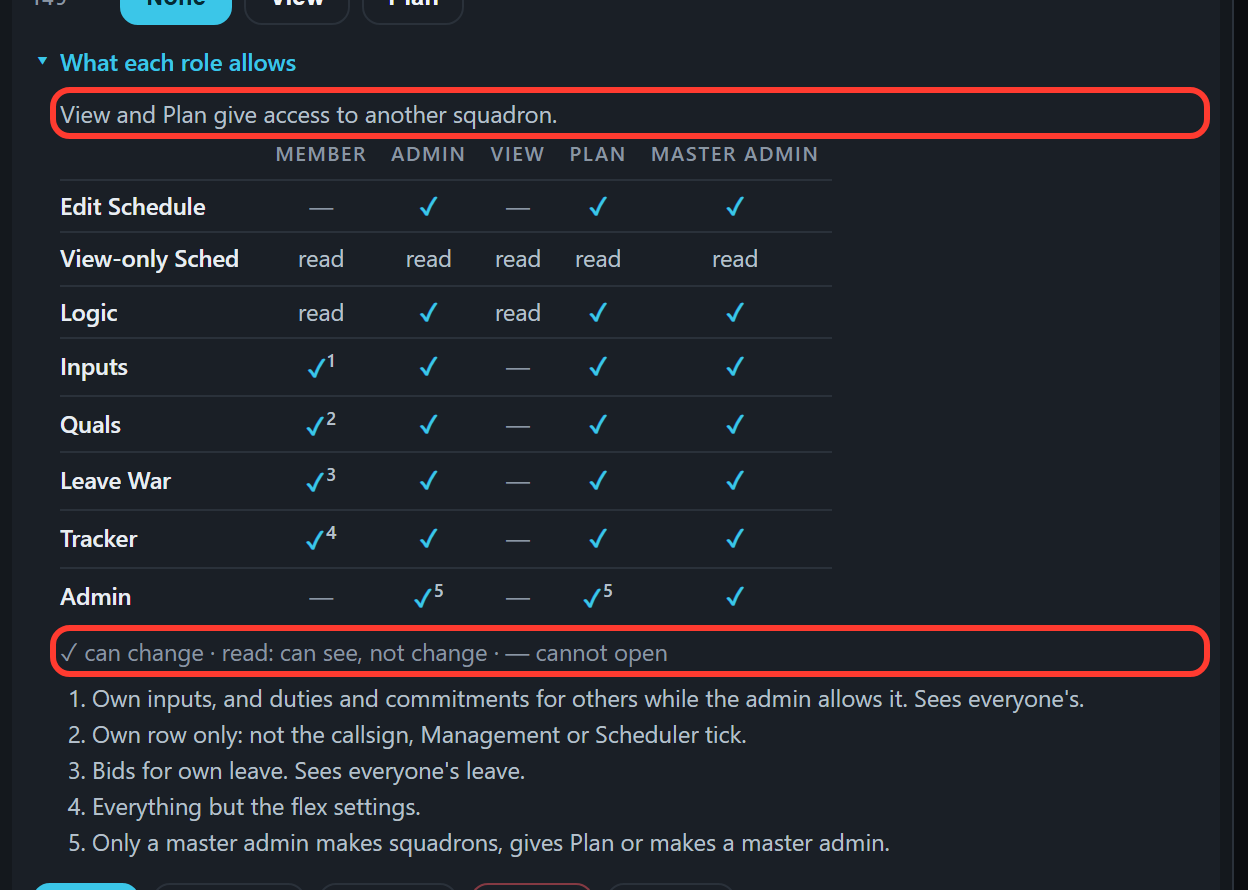 149 None View Plan
What each role allows
View and Plan give access to another squadron.
MEMBER ADMIN VIEW PLAN MASTER ADMIN
Edit Schedule — ✓ — ✓ ✓
View-only Sched read read read read read
Logic read ✓ read ✓ ✓
Inputs ✓1 ✓ — ✓ ✓
Quals ✓2 ✓ — ✓ ✓
Leave War ✓3 ✓ — ✓ ✓
Tracker ✓4 ✓ — ✓ ✓
Admin — ✓5 — ✓5 ✓
✓ can change · read: can see, not change · — cannot open
1. Own inputs, and duties and commitments for others while the admin allows it. Sees everyone's.
2. Own row only: not the callsign, Management or Scheduler tick.
3. Bids for own leave. Sees everyone's leave.
4. Everything but the flex settings.
5. Only a master admin makes squadrons, gives Plan or makes a master admin.